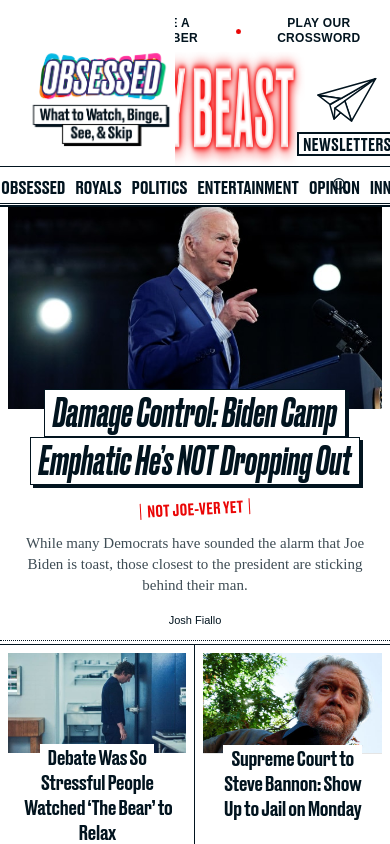 E A
BER
PLAY OUR
CROSSWORD
OBSESSED
What to Watch, Binge,
See, & Skip
Y BEAST
NEWSLETTERS
OBSESSED ROYALS POLITICS ENTERTAINMENT OPINION INN
Damage Control: Biden Camp
Emphatic He's NOT Dropping Out
NOT JOE-VER YET
While many Democrats have sounded the alarm that Joe
Biden is toast, those closest to the president are sticking
behind their man.
Josh Fiallo
Debate Was So
Stressful People
Watched ‘The Bear’ to
Relax
Supreme Court to
Steve Bannon: Show
Up to Jail on Monday